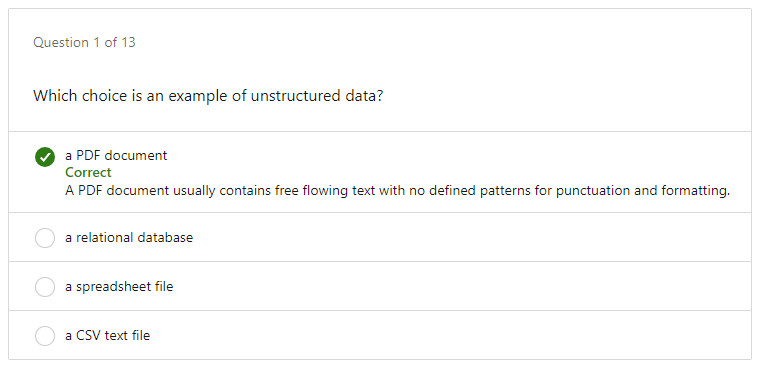 Question 1 of 13
Which choice is an example of unstructured data?
a PDF document
Correct
A PDF document usually contains free flowing text with no defined patterns for punctuation and formatting.
a relational database
a spreadsheet file
a CSV text file